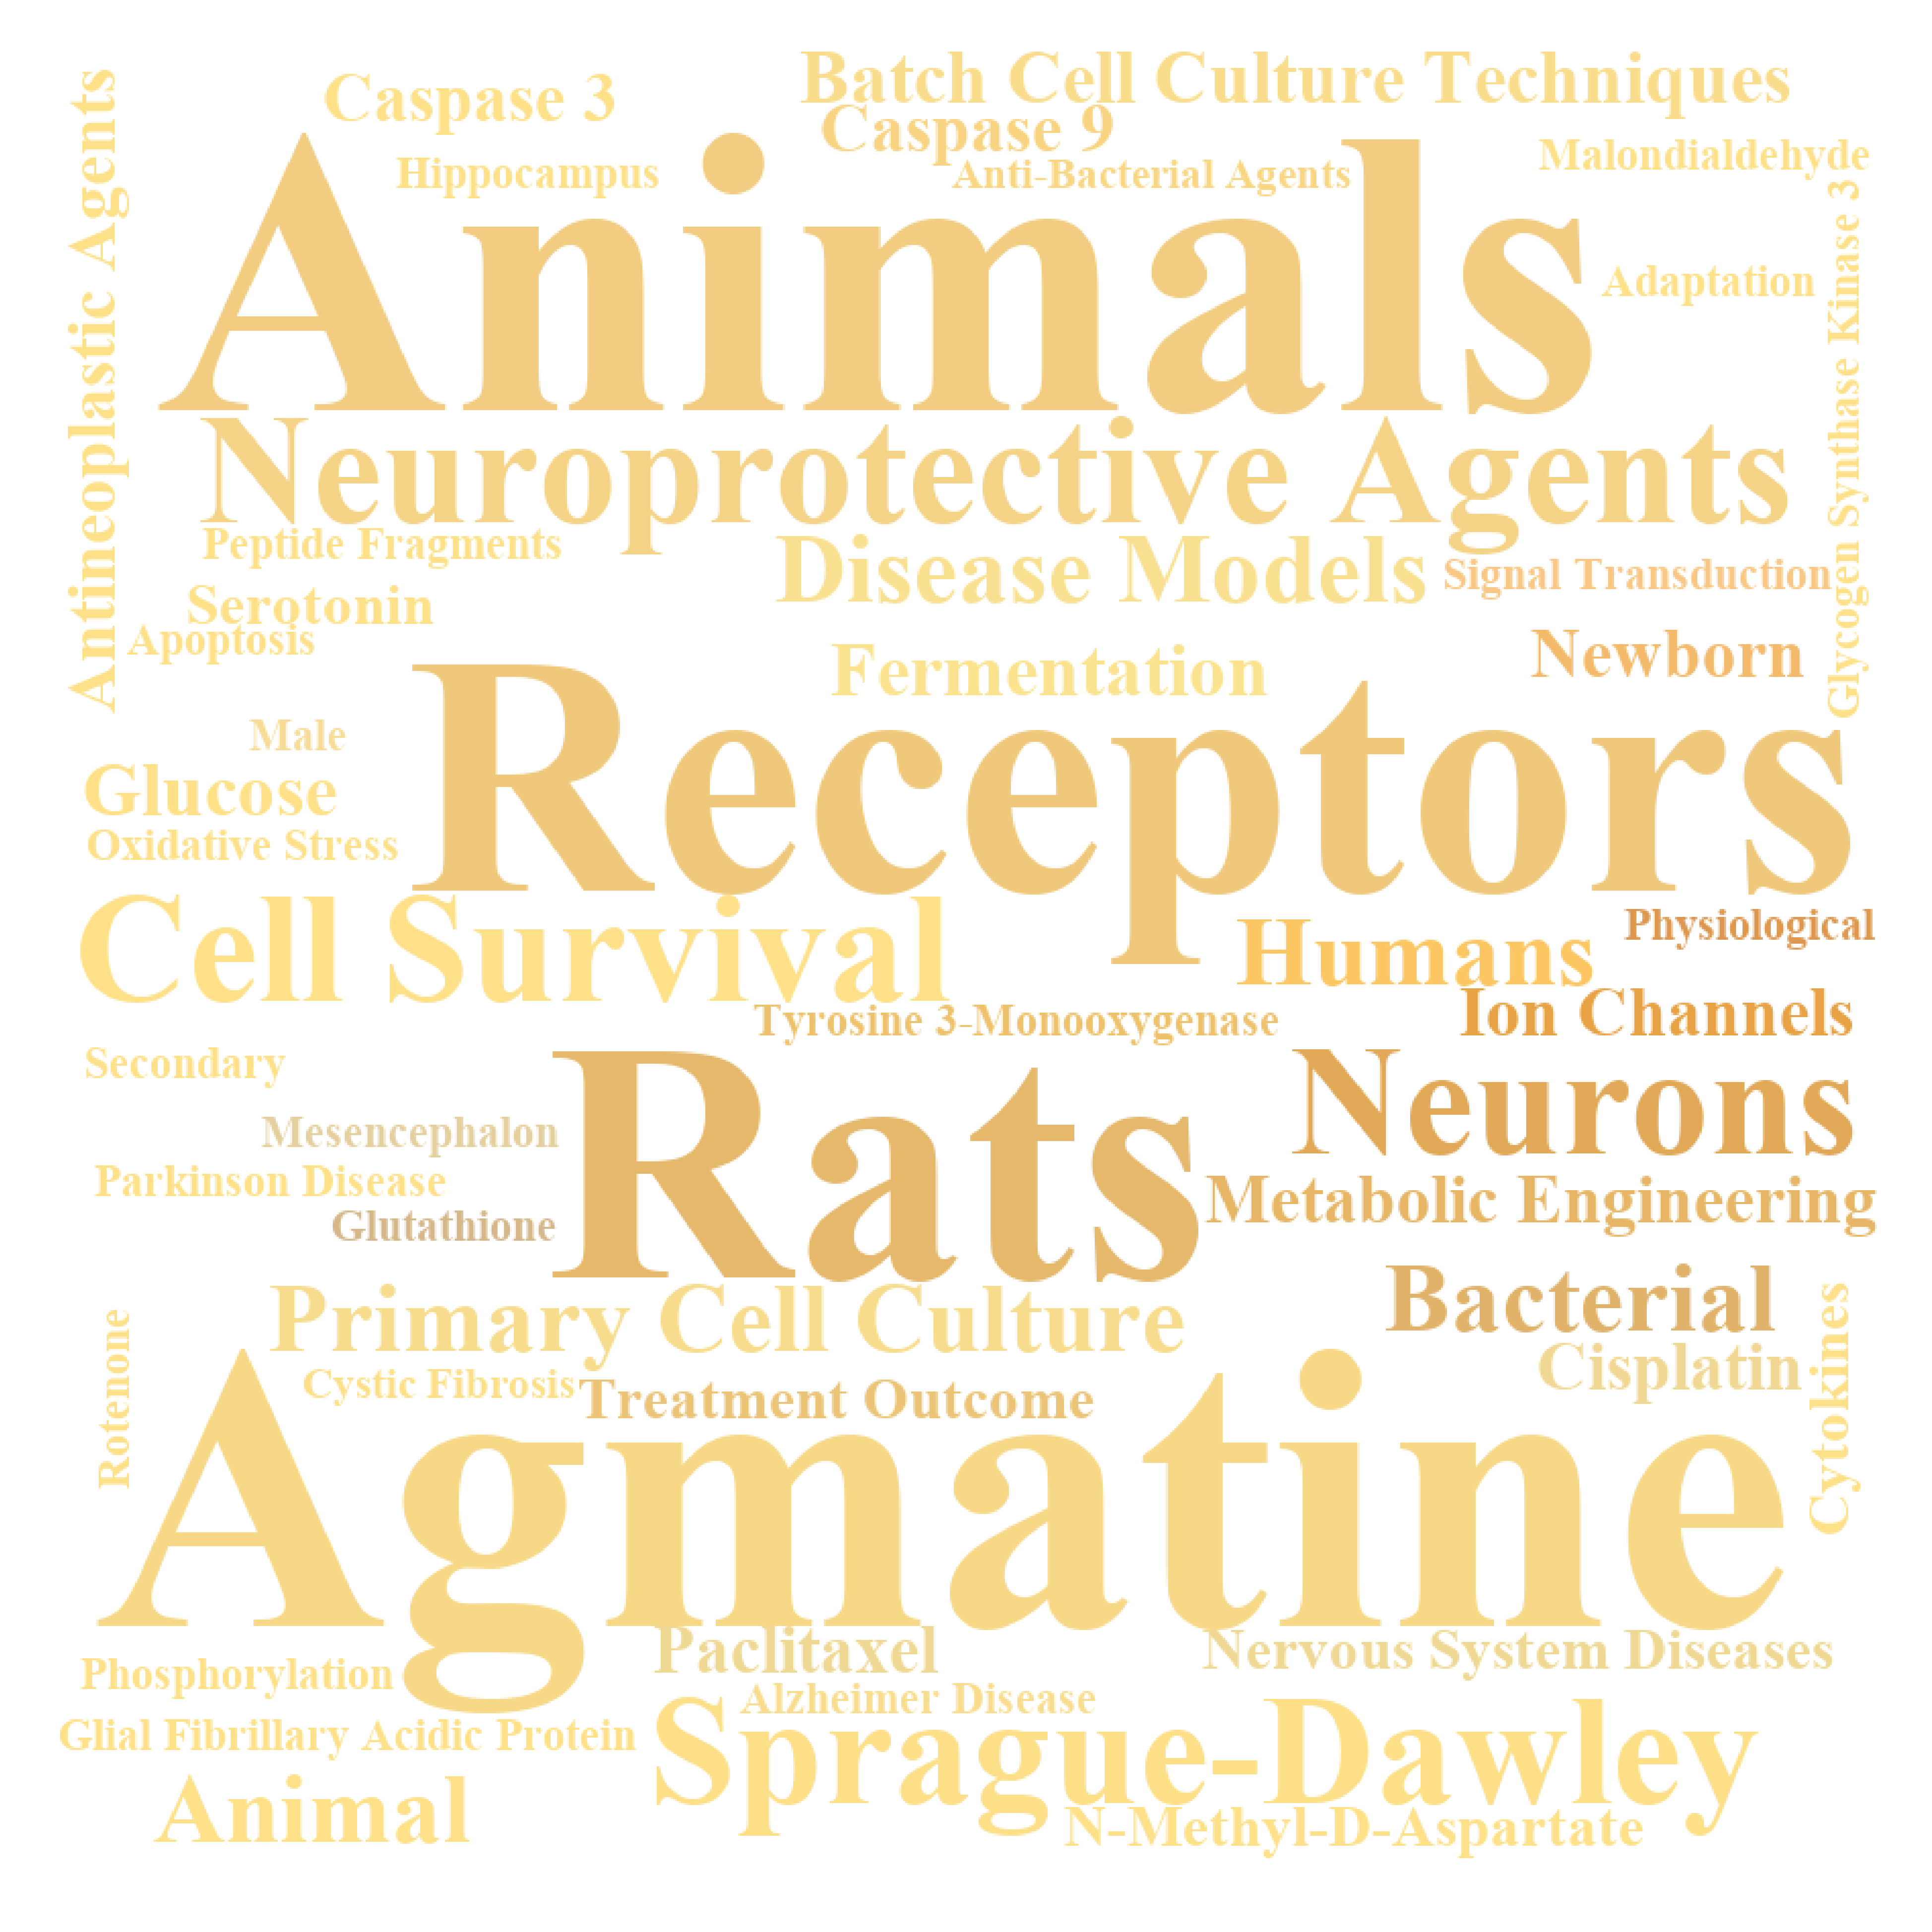 Batch Cell Culture Techniques
Caspase 3
Caspase 9
Hippocampus
Anti-Bacterial Agents
Malondialdehyde
Antineoplastic Agents
Animals
Adaptation
Glycogen Synthase Kinase 3
Neuroprotective Agents
Peptide Fragments
Disease Models
Signal Transduction
Serotonin
Apoptosis
Fermentation
Newborn
Receptors
Male
Glucose
Oxidative Stress
Cell Survival
Humans
Physiological
Tyrosine 3-Monooxygenase
Ion Channels
Secondary
Rats
Neurons
Mesencephalon
Parkinson Disease
Metabolic Engineering
Glutathione
Primary Cell Culture
Bacterial
Rotenone
Cystic Fibrosis
Treatment Outcome
Cisplatin
Cytokines
Agmatine
Paclitaxel
Nervous System Diseases
Phosphorylation
Alzheimer Disease
Glial Fibrillary Acidic Protein
Sprague-Dawley
Animal
N-Methyl-D-Aspartate